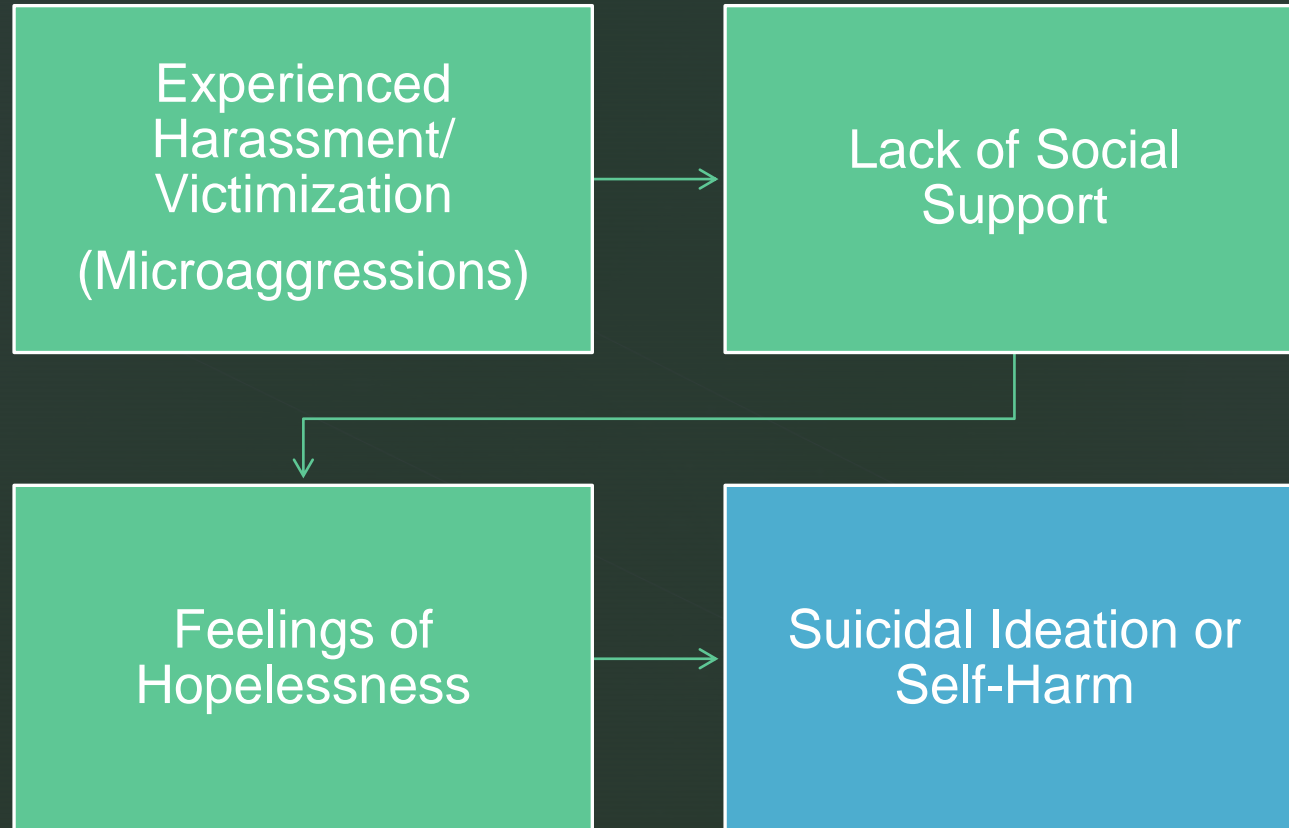 Experienced
Harassment/
Victimization
(Microaggressions)
Lack of Social
Support
Feelings of
Hopelessness
Suicidal Ideation or
Self-Harm